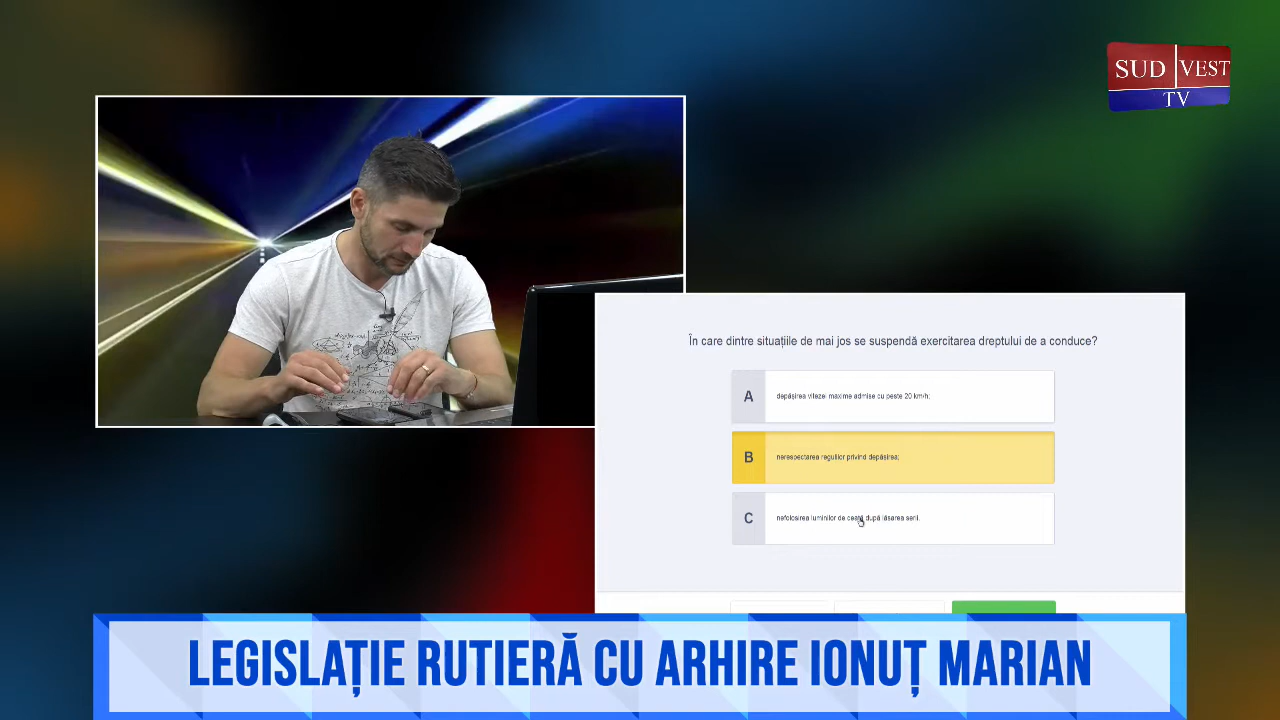 SUD VEST
TV
În care dintre situațiile de mai jos se suspendă exercitarea dreptului de a conduce?
A
depășirea vitezei maxime admise cu peste 20 km/h;
B
nerespectarea regulilor privind depășirea;
C
nefolosirea luminilor de ceață după lăsarea serii.
LEGISLAȚIE RUTIERĂ CU ARHIRE IONUȚ MARIAN